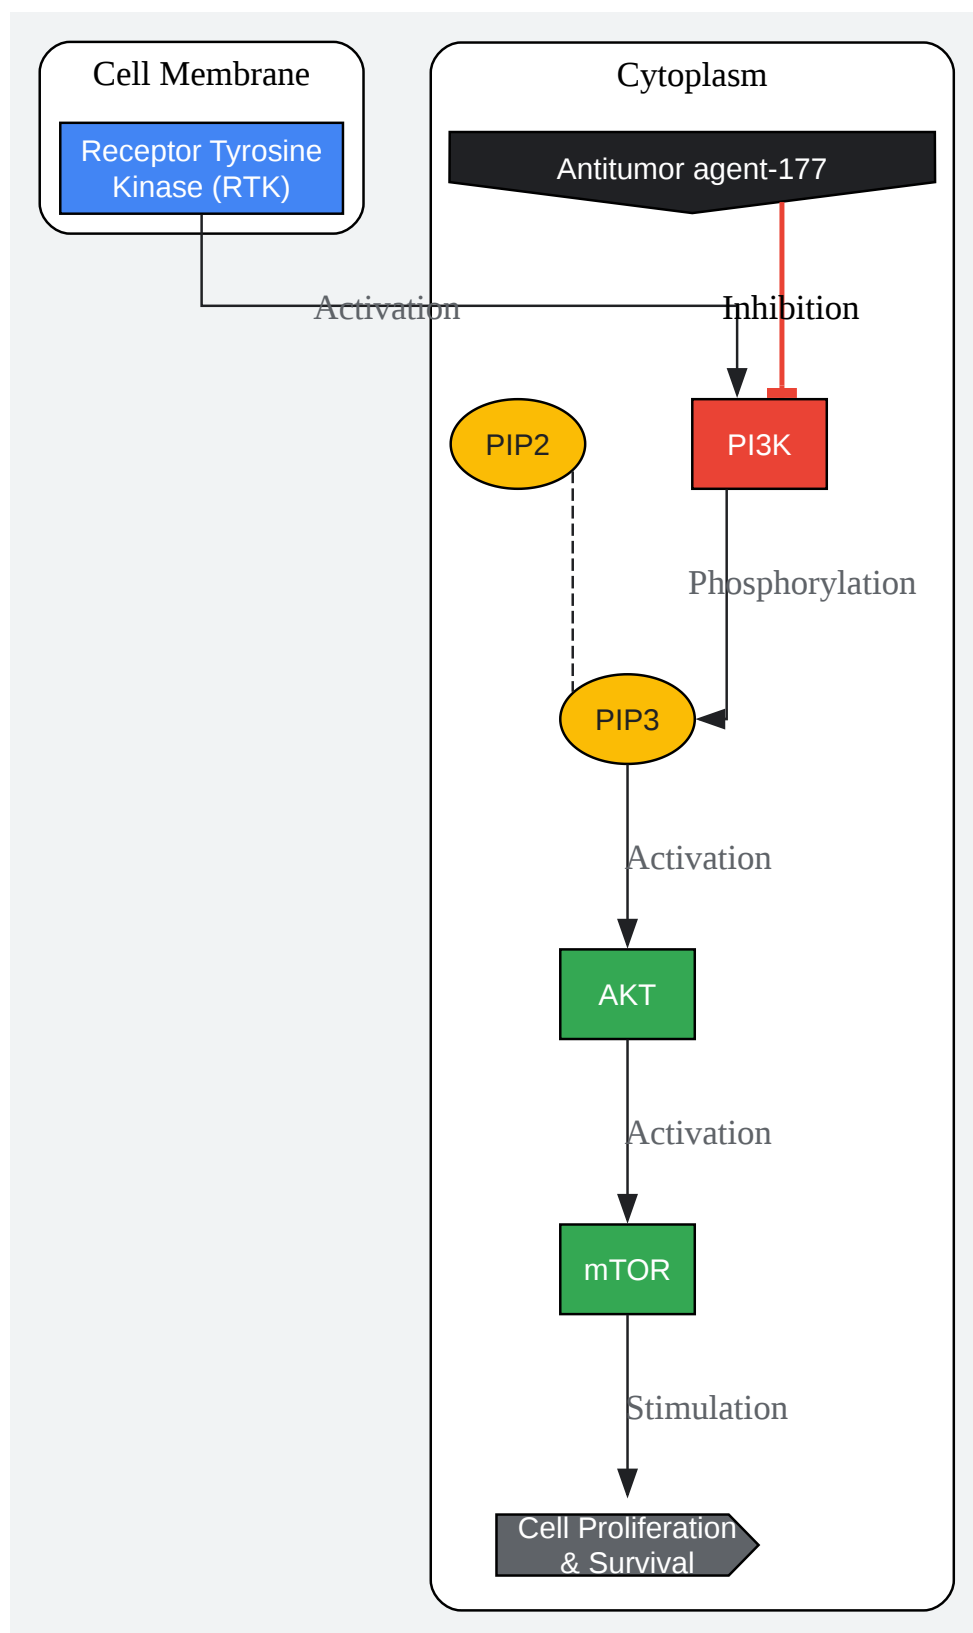 Cell Membrane
Receptor Tyrosine
Kinase (RTK)
Cytoplasm
Antitumor agent-177
Activation
Inhibition
PIP2
PI3K
Phosphorylation
PIP3
Activation
AKT
Activation
mTOR
Stimulation
Cell Proliferation
& Survival